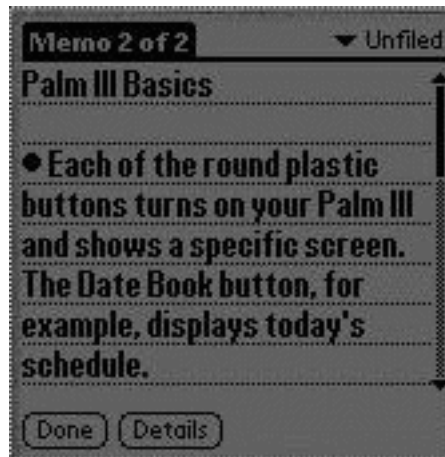 Memo 2 of 2
Unfiled
Palm III Basics
● Each of the round plastic
buttons turns on your Palm III
and shows a specific screen.
The Date Book button, for
example, displays today's
schedule.
Done
Details